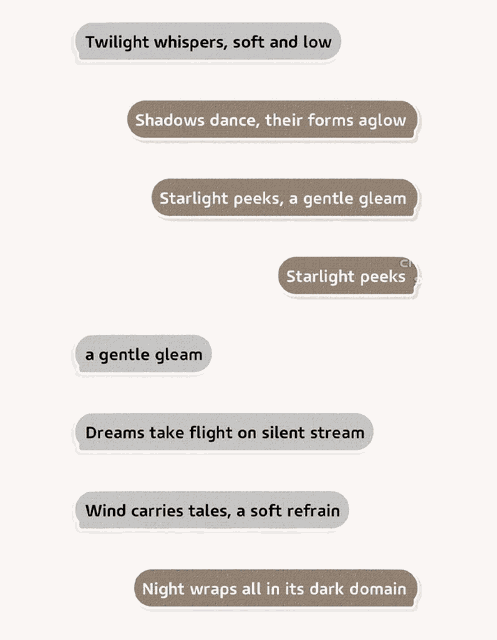 Twilight whispers, soft and low
Shadows dance, their forms aglow
Starlight peeks, a gentle gleam
Starlight peeks
a gentle gleam
Dreams take flight on silent stream
Wind carries tales, a soft refrain
Night wraps all in its dark domain